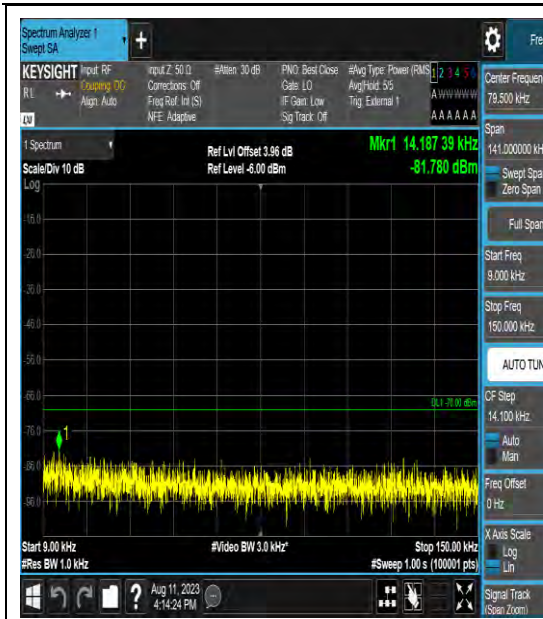 Spectrum Analyzer 1
Swept SA
+
Fre
KEYSIGHT Input: RF Input Z: 50 Ω #Atten: 30 dB PNO: Best Close #Avg Type: Power (RMS 1 2 3 4 5 6
Coupling: DC Corrections: Off Gate: LO Avg|Hold: 5/5 A W W W W W
Align: Auto Freq Ref: Int (S) IF Gain: Low Trig: External 1
NFE: Adaptive Sig Track: Off A A A A A A
Center Frequen
79.500 kHz
Span
141.000000 kH
Swept Spa
Zero Span
Full Span
Start Freq
9.000 kHz
Stop Freq
150.000 kHz
AUTO TUN
CF Step
14.100 kHz
Auto
Man
Freq Offset
0 Hz
X Axis Scale
Log
Lin
Signal Track
(Span Zoom)
1 Spectrum
Scale/Div 10 dB
Log
Ref Lvl Offset 3.96 dB
Ref Level -6.00 dBm
Mkr1 14.187 39 kHz
-81.780 dBm
-16.0
-26.0
-36.0
-46.0
-56.0
-66.0
DL1 -70.00 dBm
-76.0
1
-86.0
-96.0
Start 9.00 kHz #Video BW 3.0 kHz* Stop 150.00 kHz
#Res BW 1.0 kHz #Sweep 1.00 s (100001 pts)
? Aug 11, 2023
4:14:24 PM